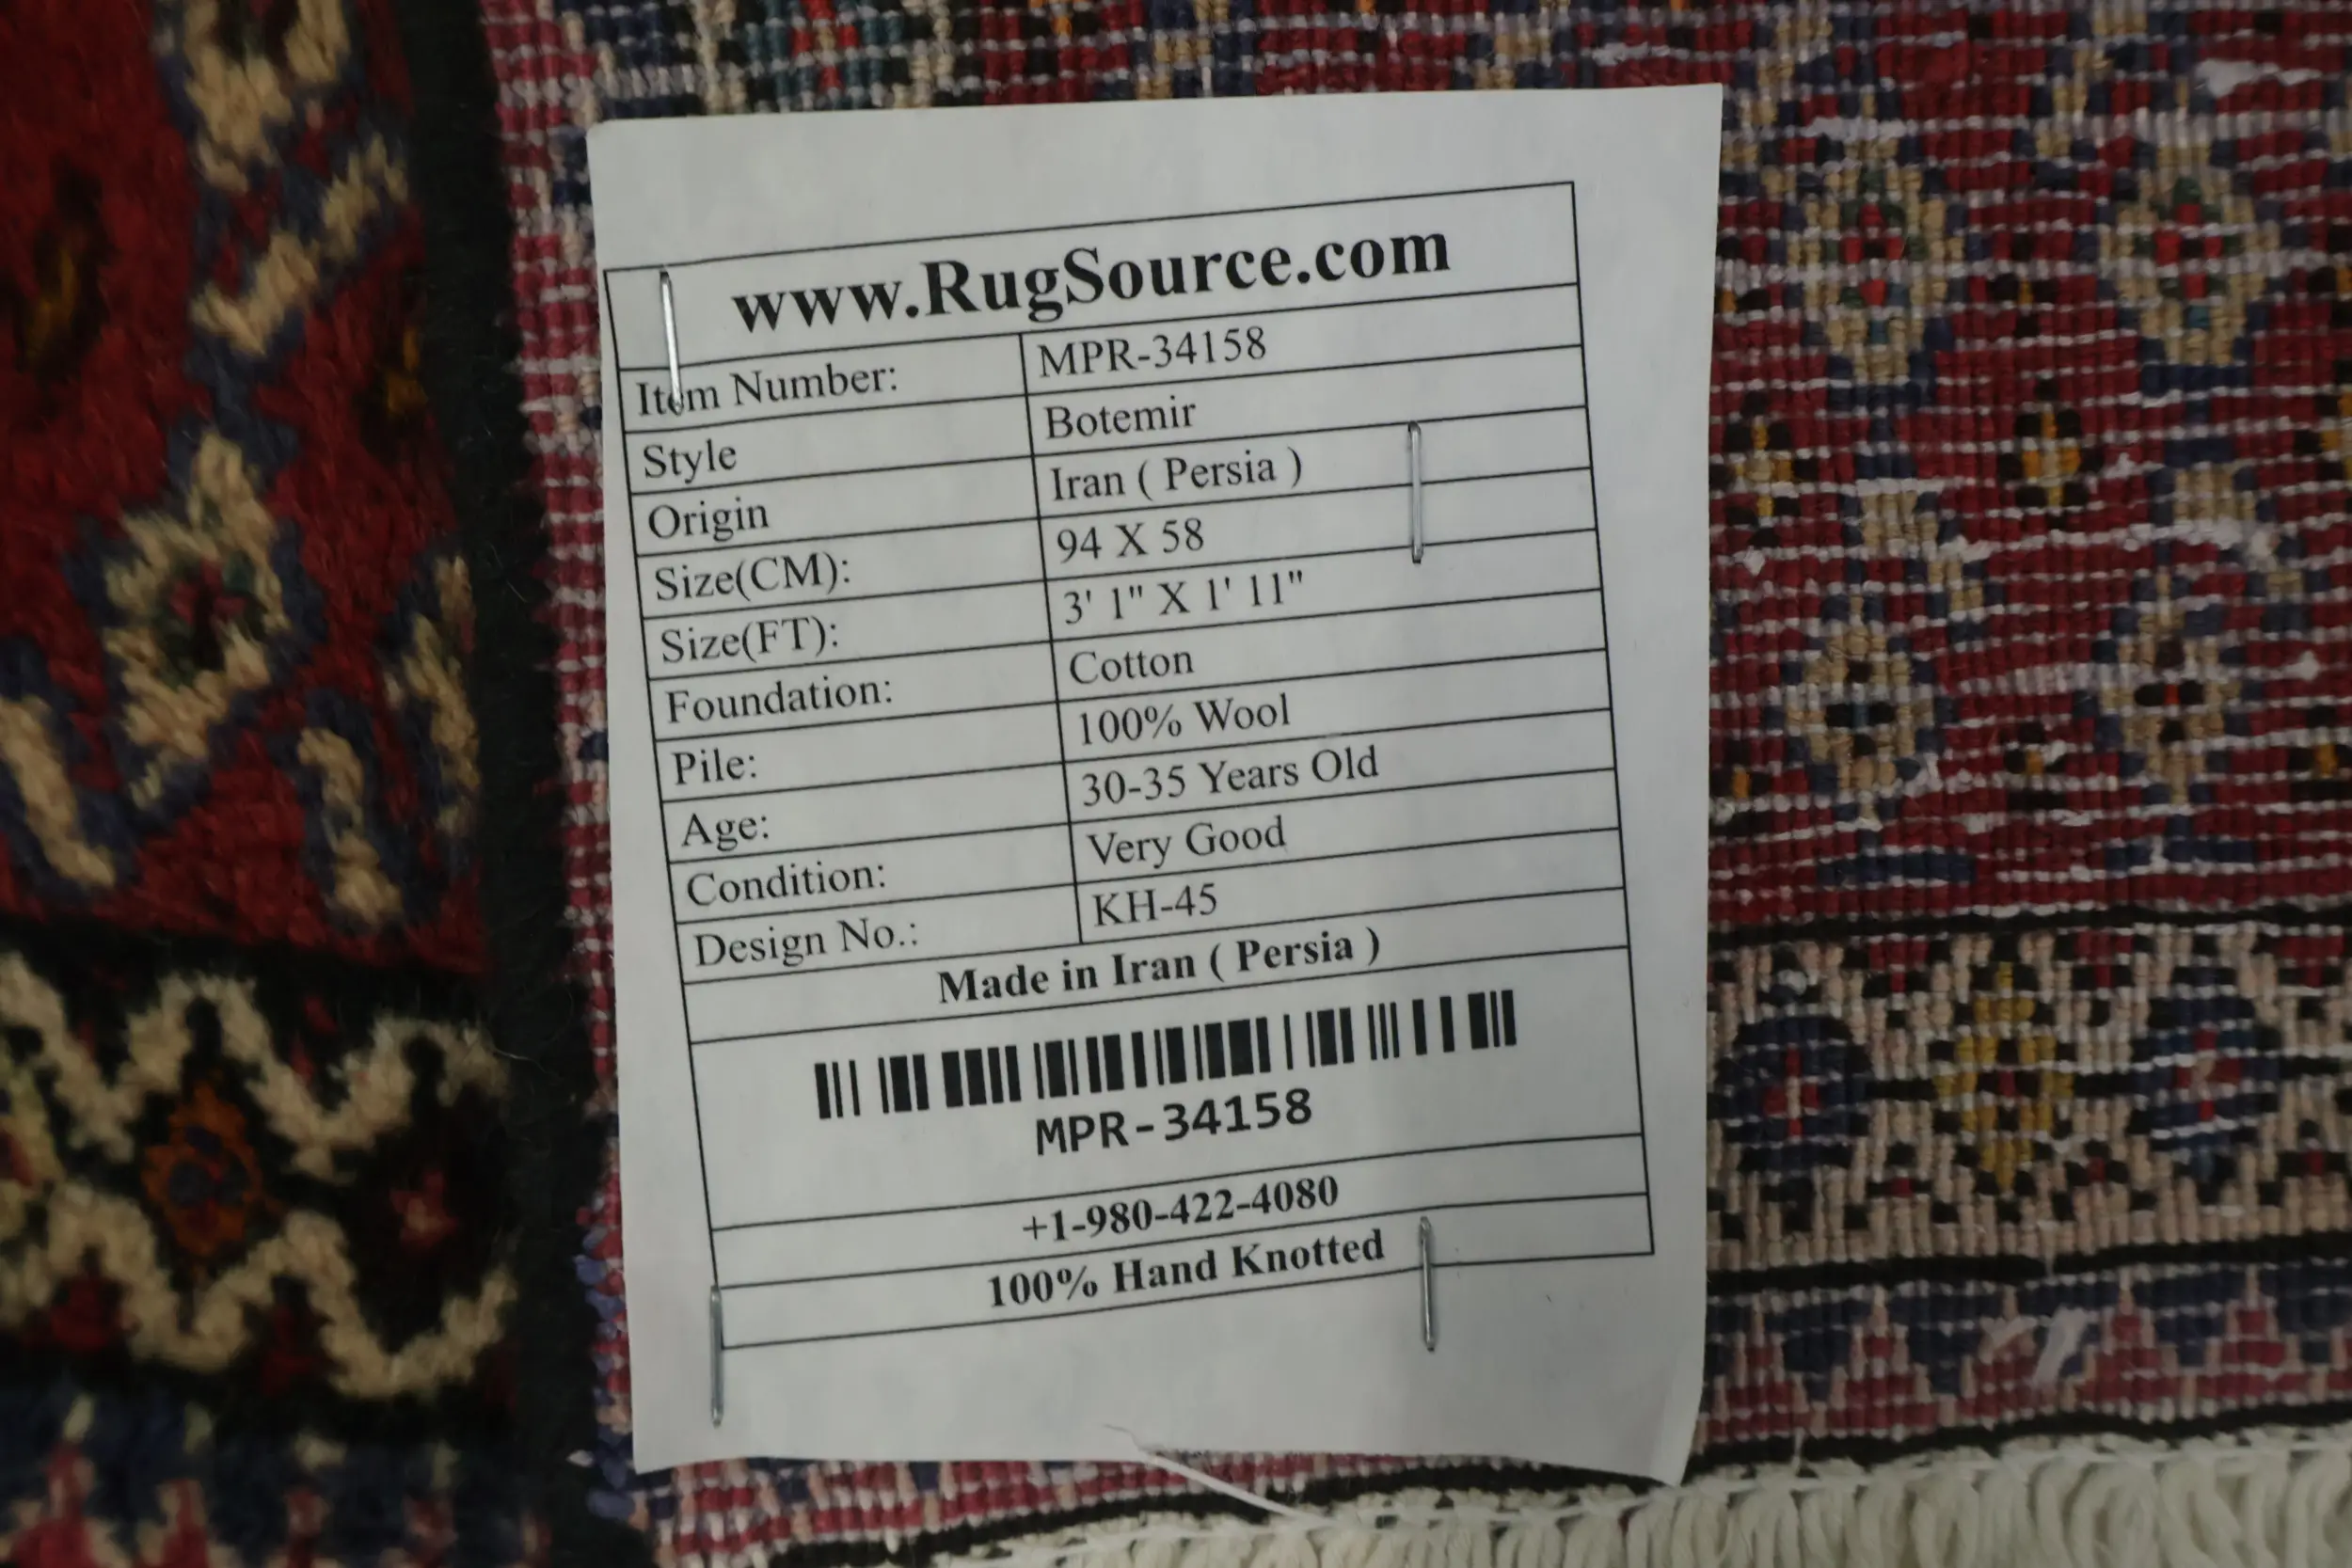 www.RugSource.com
Item Number: MPR-34158
Style Botemir
Origin Iran ( Persia )
Size(CM): 94 X 58
Size(FT): 3' 1" X 1' 11"
Foundation: Cotton
Pile: 100% Wool
Age: 30-35 Years Old
Condition: Very Good
Design No.: KH-45
Made in Iran ( Persia )
MPR-34158
+1-980-422-4080
100% Hand Knotted